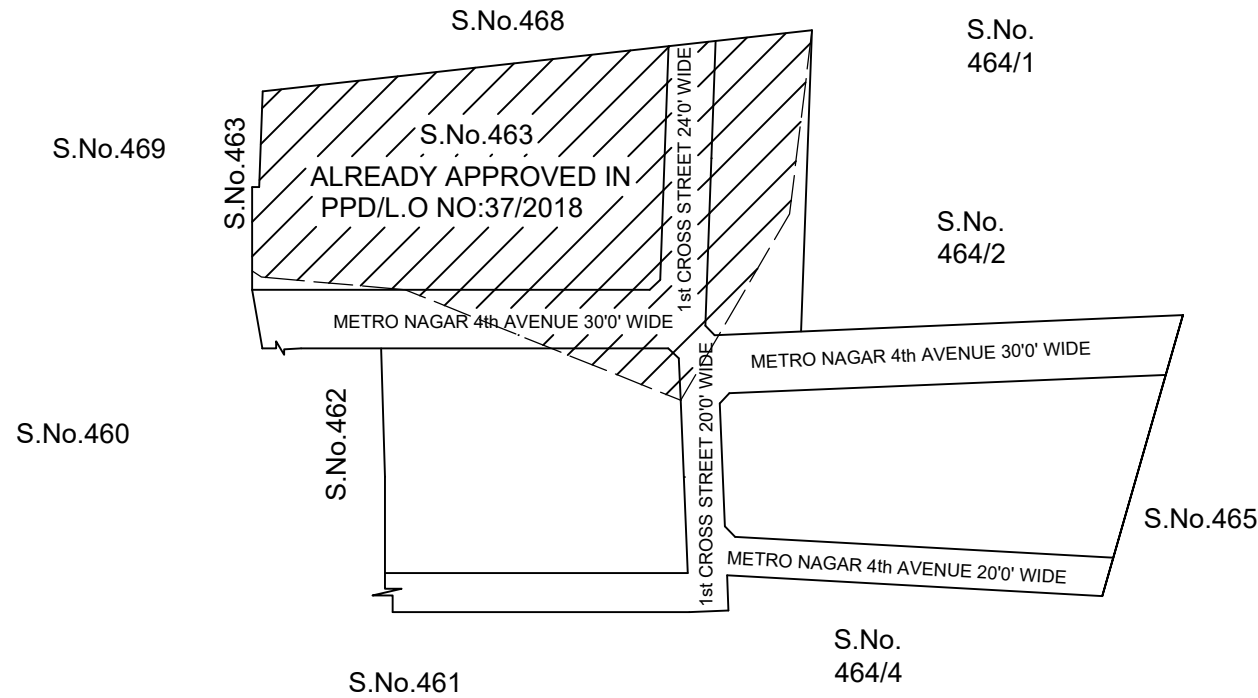 S.No.468
S.No.
464/1
S.No.469
S.No.463
S.No.463
ALREADY APPROVED IN
PPD/L.O NO:37/2018
1st CROSS STREET 24'0' WIDE
S.No.
464/2
METRO NAGAR 4th AVENUE 30'0' WIDE
METRO NAGAR 4th AVENUE 30'0' WIDE
S.No.460
S.No.462
1st CROSS STREET 20'0' WIDE
S.No.465
METRO NAGAR 4th AVENUE 20'0' WIDE
S.No.
464/4
S.No.461